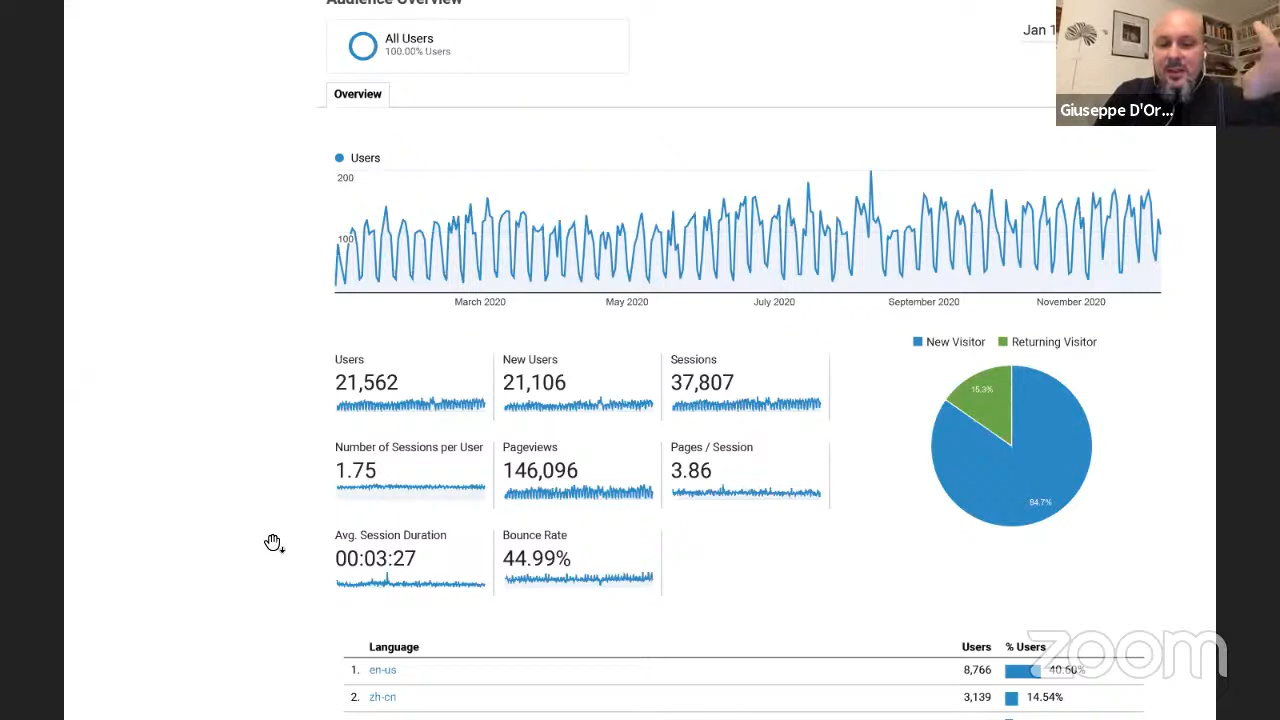 Audience Overview
All Users
100.00% Users
Jan 1
Giuseppe D'Or...
Overview
Users
200
100
March 2020
May 2020
July 2020
September 2020
November 2020
New Visitor
Returning Visitor
Users
New Users
Sessions
21,562
21,106
37,807
15.3%
Number of Sessions per User
Pageviews
Pages / Session
1.75
146,096
3.86
84.7%
Avg. Session Duration
Bounce Rate
00:03:27
44.99%
Language
Users
% Users
zoom
1.
en-us
8,766
40.60%
2.
zh-cn
3,139
14.54%